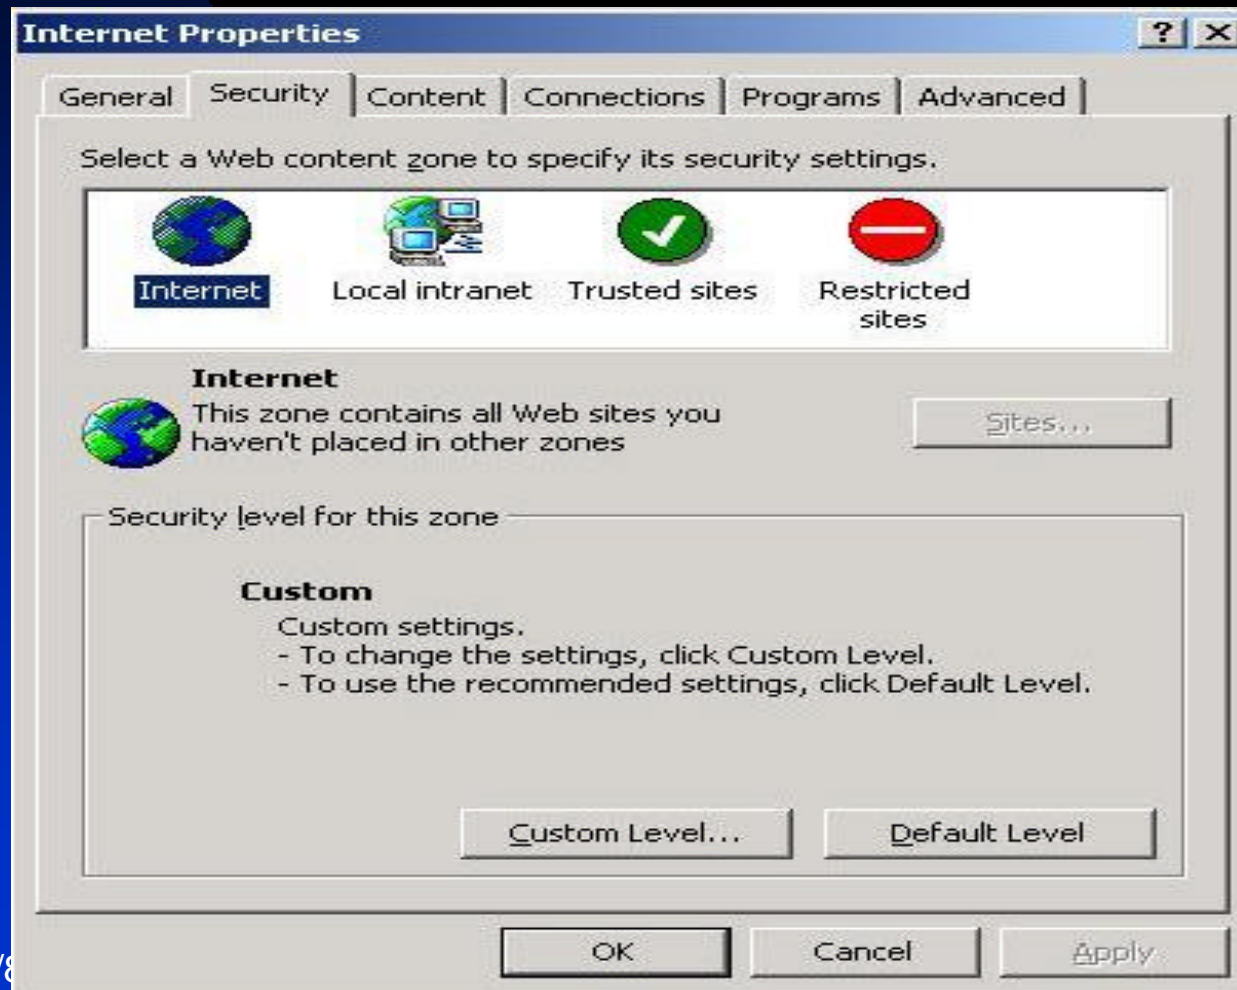 Internet Properties
General Security Content Connections Programs Advanced
Select a Web content zone to specify its security settings.
Internet Local intranet Trusted sites Restricted
sites
Internet
This zone contains all Web sites you
haven't placed in other zones
Sites...
Security level for this zone
Custom
Custom settings.
- To change the settings, click Custom Level.
- To use the recommended settings, click Default Level.
Custom Level... Default Level
OK Cancel Apply